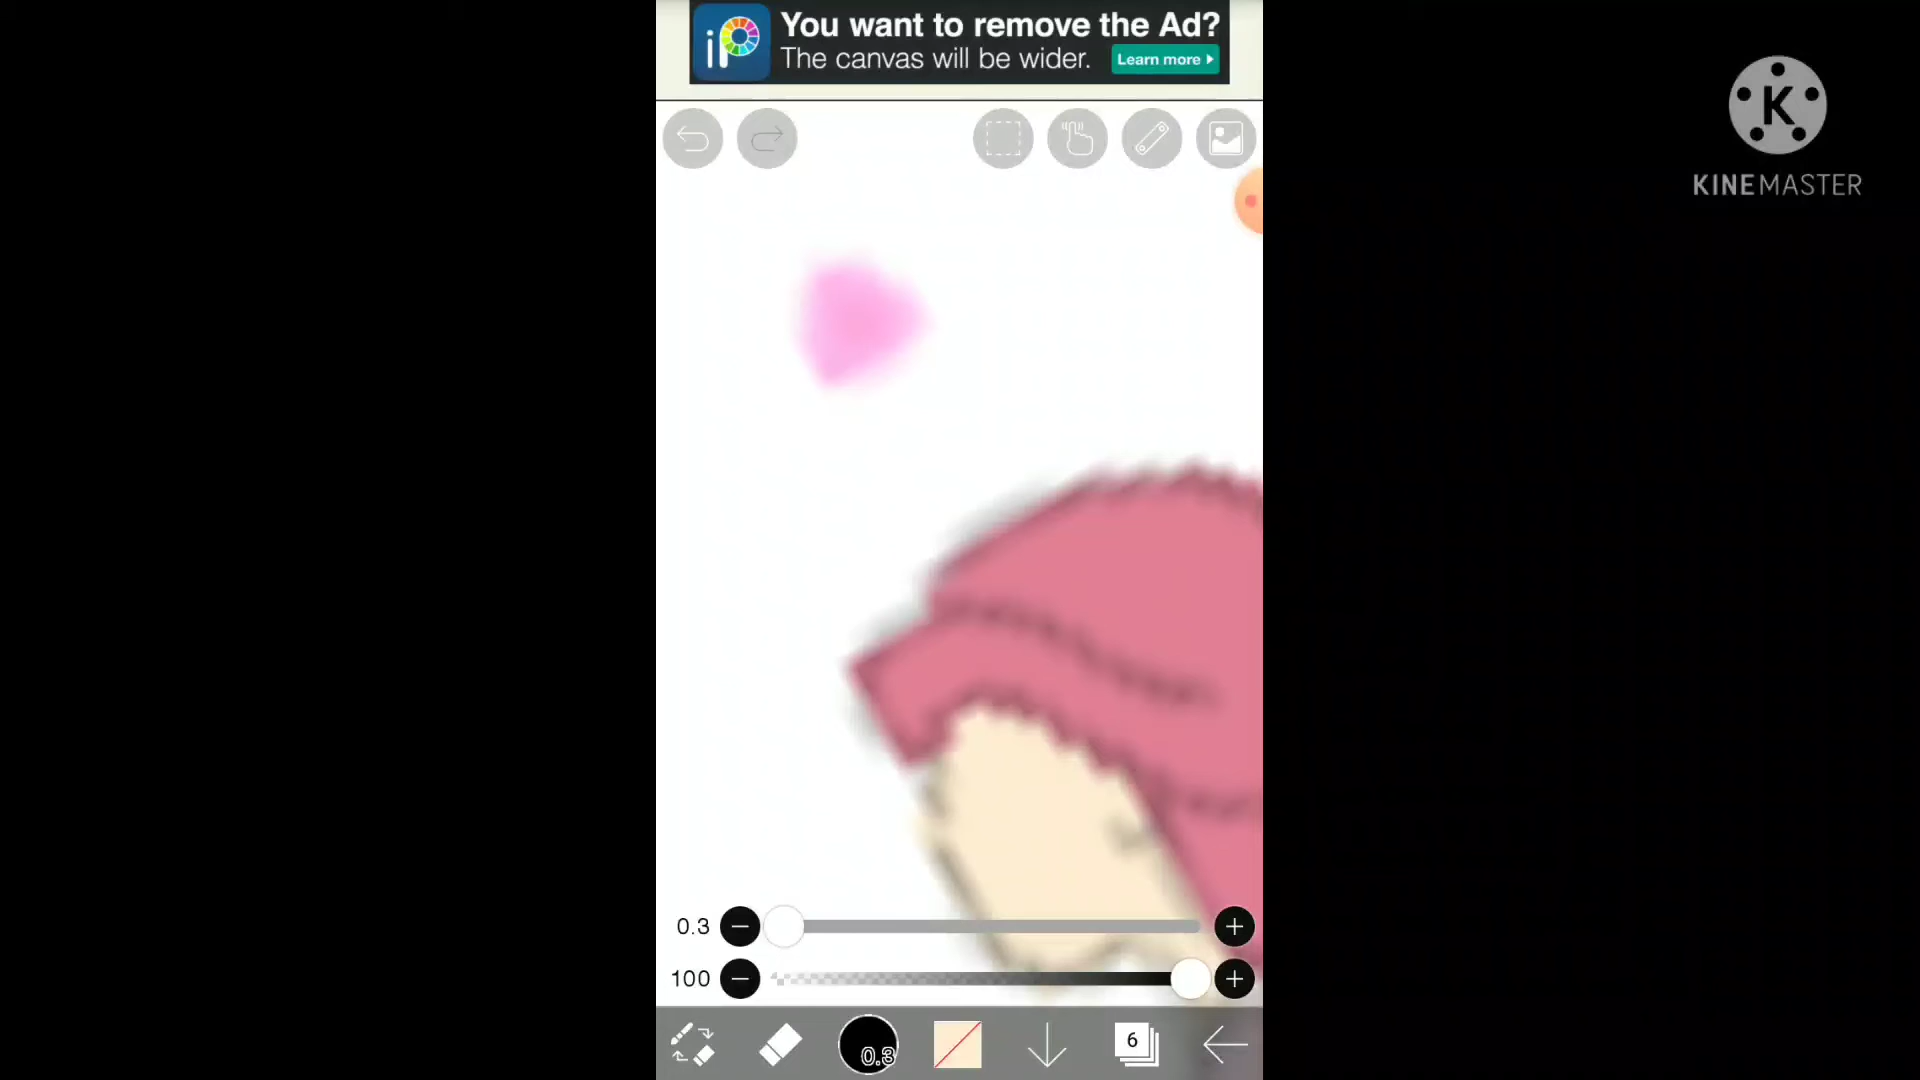 iP
You want to remove the Ad?
The canvas will be wider.
Learn more
K
KINEMASTER
0.3
100
0.3
6